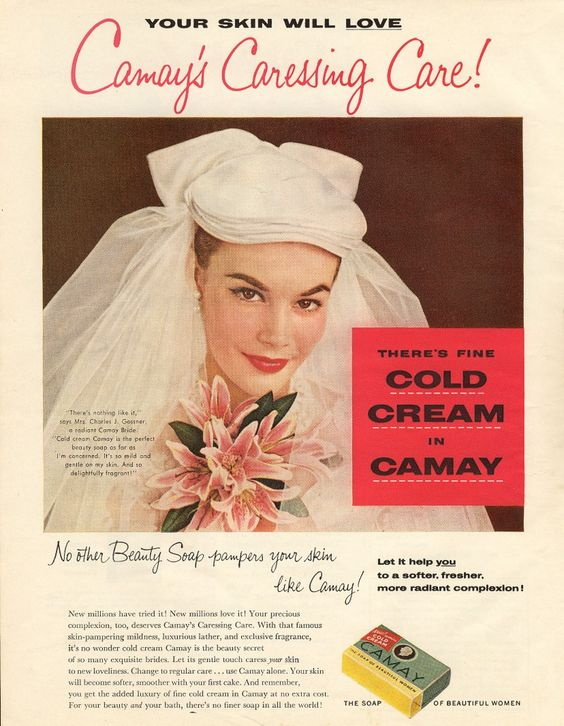 YOUR SKIN WILL LOVE
Camay's Caressing Care!
THERE'S FINE
COLD
CREAM
IN
CAMAY
"There's nothing like it,"
says Mrs. Charles J. Gossner,
a radiant Camay Bride.
"Cold cream Camay is the perfect
beauty soap as far as
I'm concerned. It's so mild and
gentle on my skin. And so
delightfully fragrant!"
No other Beauty Soap pampers your skin
like Camay!
Let it help you
to a softer, fresher,
more radiant complexion!
New millions have tried it! New millions love it! Your precious
complexion, too, deserves Camay's Caressing Care. With that famous
skin-pampering mildness, luxurious lather, and exclusive fragrance,
it's no wonder cold cream Camay is the beauty secret
of so many exquisite brides. Let its gentle touch caress your skin
to new loveliness. Change to regular care . . . use Camay alone. Your skin
will become softer, smoother with your first cake. And remember,
you get the added luxury of fine cold cream in Camay at no extra cost.
For your beauty and your bath, there's no finer soap in all the world!
COLD
CREAM
CAMAY
THE SOAP OF BEAUTIFUL WOMEN
THE SOAP OF BEAUTIFUL WOMEN